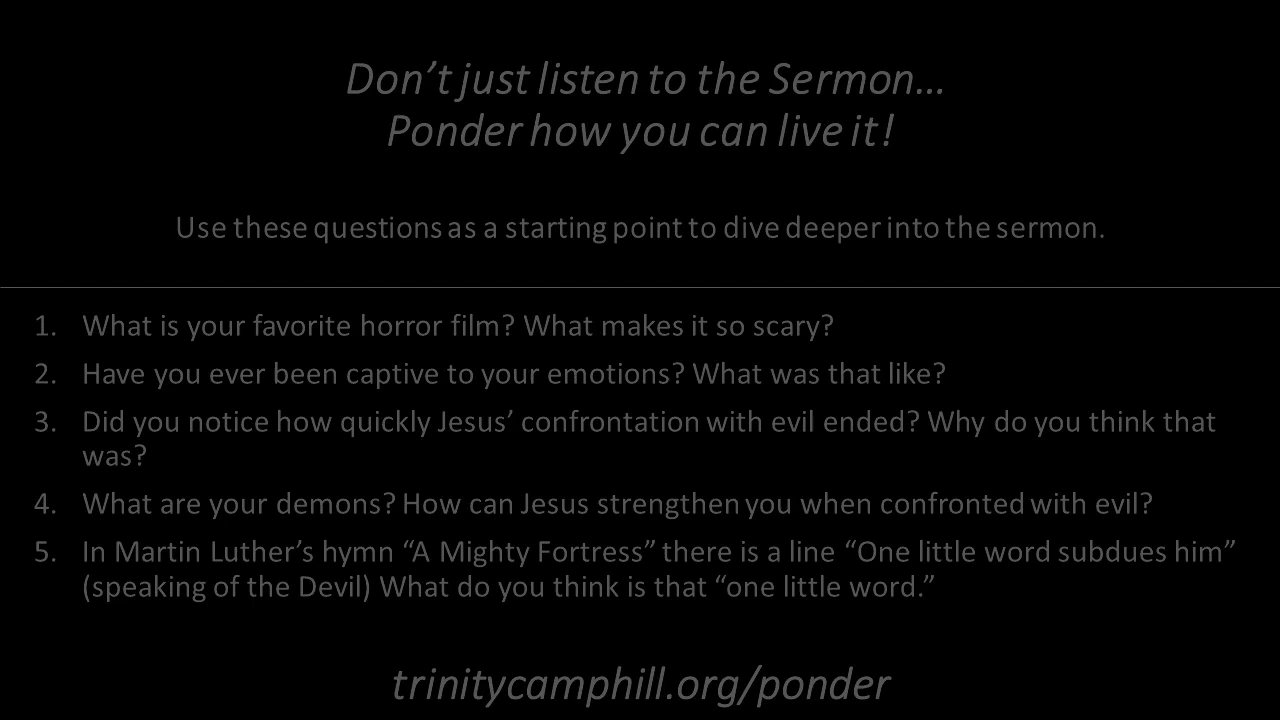 Don’t just listen to the Sermon…
Ponder how you can live it!
Use these questions as a starting point to dive deeper into the sermon.
1. What is your favorite horror film? What makes it so scary?
2. Have you ever been captive to your emotions? What was that like?
3. Did you notice how quickly Jesus’ confrontation with evil ended? Why do you think that
was?
4. What are your demons? How can Jesus strengthen you when confronted with evil?
5. In Martin Luther’s hymn “A Mighty Fortress” there is a line “One little word subdues him”
(speaking of the Devil) What do you think is that “one little word.”
trinitycamphill.org/ponder